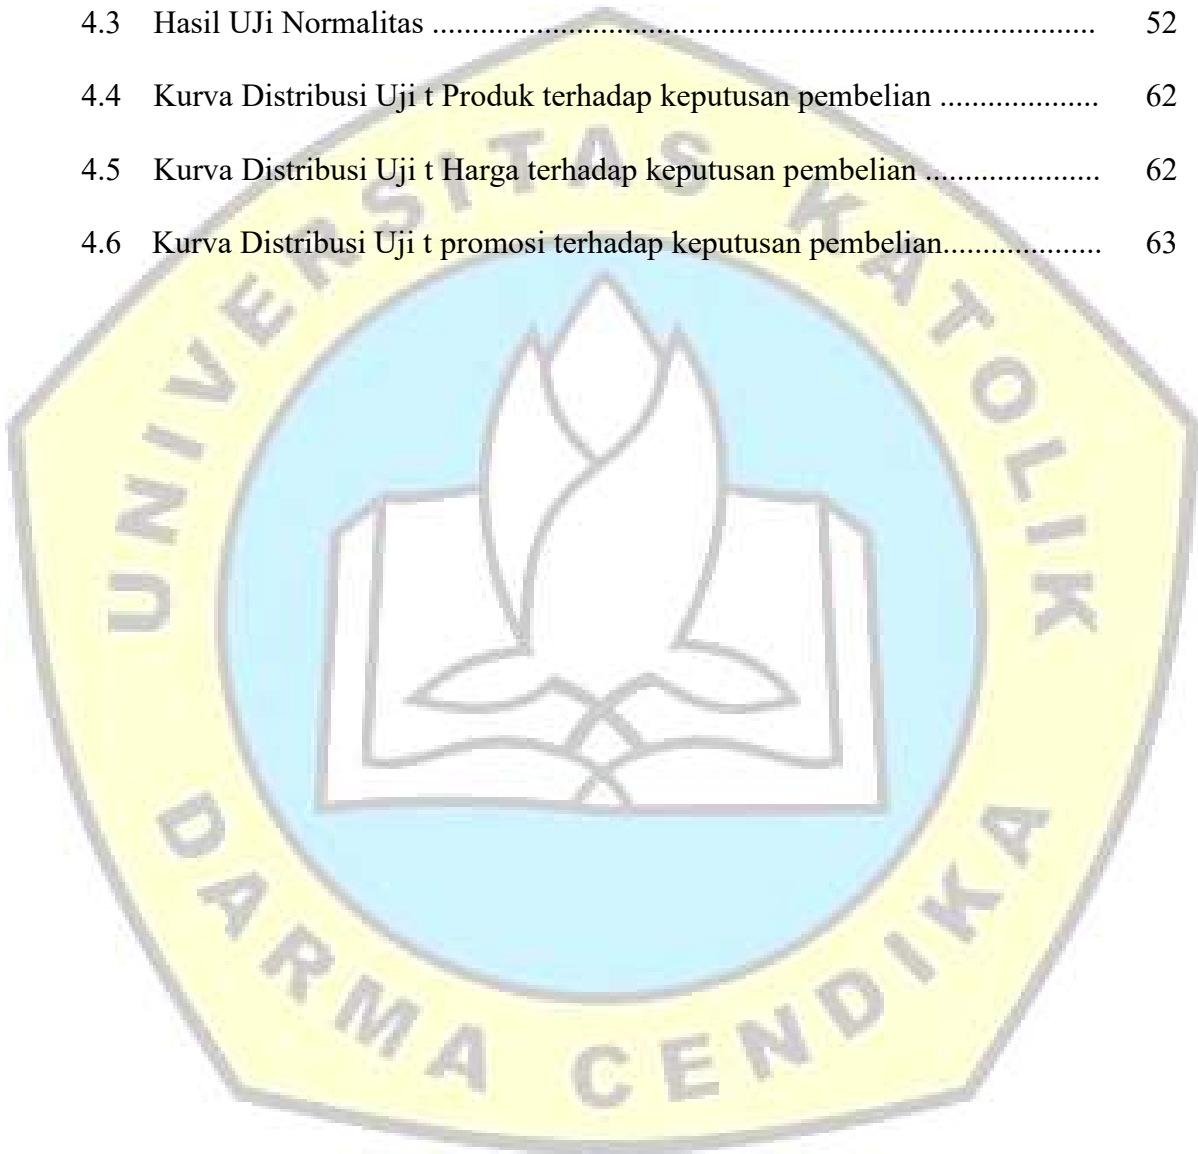 4.3 Hasil UJi Normalitas ................................................................................... 52
4.4 Kurva Distribusi Uji t Produk terhadap keputusan pembelian .................... 62
4.5 Kurva Distribusi Uji t Harga terhadap keputusan pembelian ...................... 62
4.6 Kurva Distribusi Uji t promosi terhadap keputusan pembelian.................... 63
UNIVERSITAS KATOLIK
DARMA CENDIKA